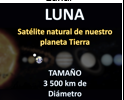 LUNA
Satélite natural de nuestro
planeta Tierra
TAMAÑO
3 500 km de
Diámetro